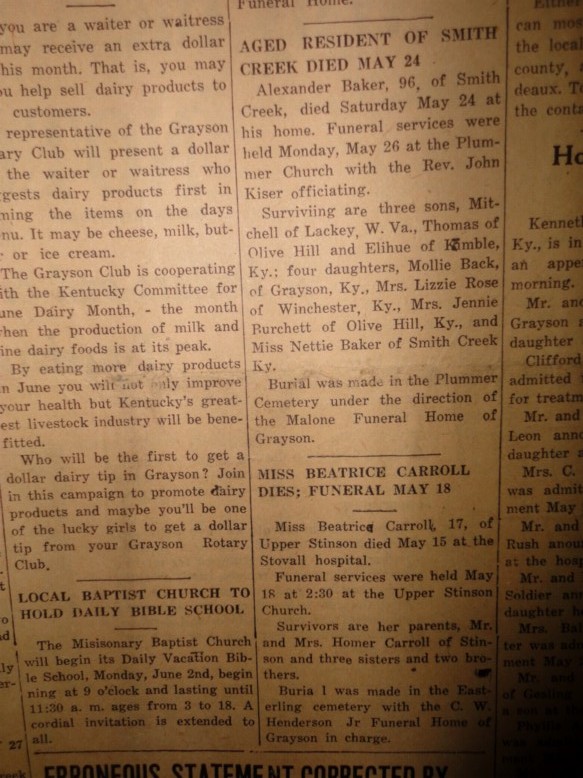 you are a waiter or waitress
may receive an extra dollar
his month. That is, you may
u help sell dairy products to
customers.
representative of the Grayson
ary Club will present a dollar
the waiter or waitress who
ggests dairy products first in
ming the items on the days
nu. It may be cheese, milk, but-
r or ice cream.
The Grayson Club is cooperating
ith the Kentucky Committee for
une Dairy Month, - the month
hen the production of milk and
ine dairy foods is at its peak.
By eating more dairy products
n June you will not only improve
your health but Kentucky's great-
est livestock industry will be bene-
fitted.
Who will be the first to get a
dollar dairy tip in Grayson? Join
in this campaign to promote dairy
products and maybe you'll be one
of the lucky girls to get a dollar
tip from your Grayson Rotary
Club.
LOCAL BAPTIST CHURCH TO
HOLD DAILY BIBLE SCHOOL
The Misisonary Baptist Church
will begin its Daily Vacation Bib-
le School, Monday, June 2nd, begin
ning at 9 o'clock and lasting until
11:30 a. m. ages from 3 to 18. A
cordial invitation is extended to
all.
ERRONEOUS STATEMENT CORRECTED BY
Funeral Home.
AGED RESIDENT OF SMITH
CREEK DIED MAY 24
Alexander Baker, 96, of Smith
Creek, died Saturday May 24 at
his home. Funeral services were
held Monday, May 26 at the Plum-
mer Church with the Rev. John
Kiser officiating.
Surviviing are three sons, Mit-
chell of Lackey, W. Va., Thomas of
Olive Hill and Elihue of Kimble,
Ky.; four daughters, Mollie Back,
of Grayson, Ky., Mrs. Lizzie Rose
of Winchester, Ky., Mrs. Jennie
Burchett of Olive Hill, Ky., and
Miss Nettie Baker of Smith Creek
Ky.
Burial was made in the Plummer
Cemetery under the direction of
the Malone Funeral Home of
Grayson.
MISS BEATRICE CARROLL
DIES; FUNERAL MAY 18
Miss Beatrice Carroll, 17, of
Upper Stinson died May 15 at the
Stovall hospital.
Funeral services were held May
18 at 2:30 at the Upper Stinson
Church.
Survivors are her parents, Mr.
and Mrs. Homer Carroll of Stin-
son and three sisters and two bro-
thers.
Buria l was made in the East-
erling cemetery with the C. W.
Henderson Jr Funeral Home of
Grayson in charge.
Either
can mos
the local
county, a
deaux. To
the conta
Ho
Kennet
Ky., is in
an appe
morning.
Mr. and
Grayson a
daughter
Clifford
admitted
for treatm
Mr. and
Leon anno
daughter a
Mrs. C.
was admit
ment May
Mr. and
Rush anou
at the hosp
Mr. and
Soldier an
daughter h
Mrs. Bal
ter was adm
ment May
Mr. and